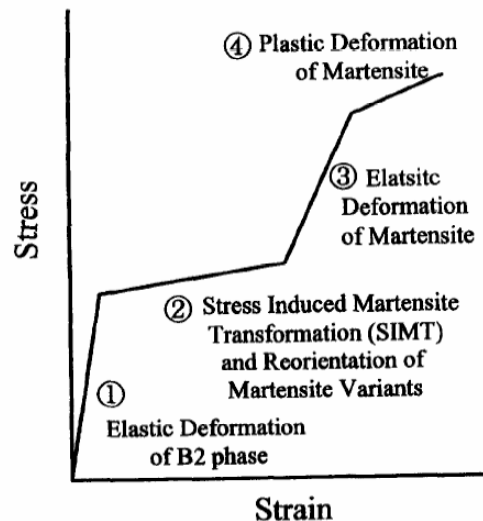 ④ Plastic Deformation
of Martensite
③ Elatsitc
Deformation
of Martensite
② Stress Induced Martensite
Transformation (SIMT)
and Reorientation of
Martensite Variants
①
Elastic Deformation
of B2 phase
Stress
Strain